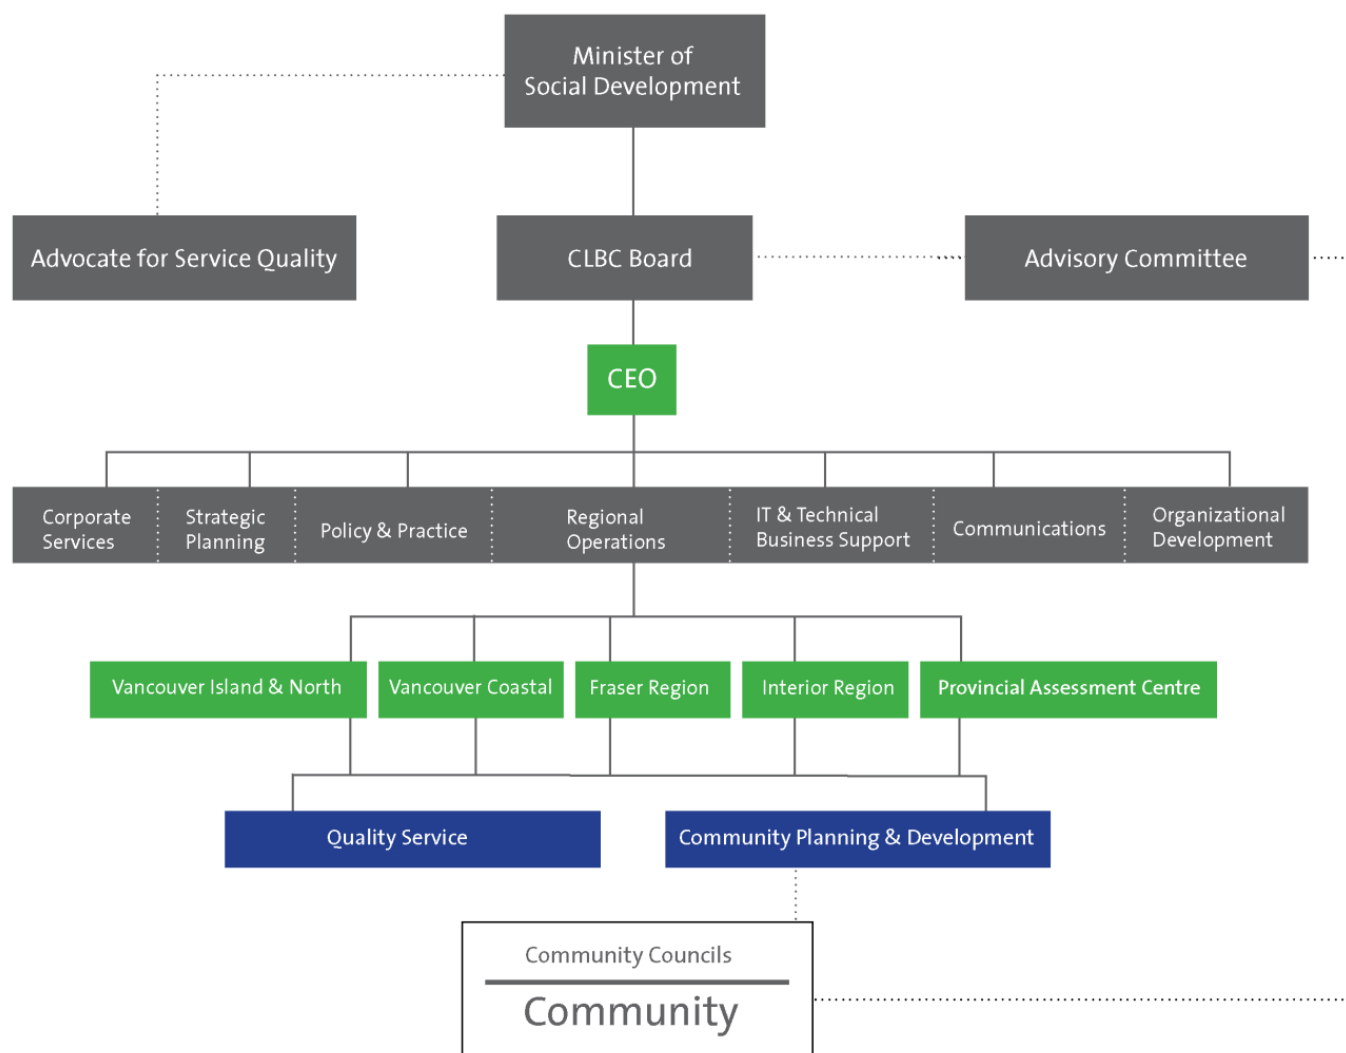 Minister of
Social Development
Advocate for Service Quality
CLBC Board
Advisory Committee
CEO
Corporate
Services
Strategic
Planning
Policy & Practice
Regional
Operations
IT & Technical
Business Support
Communications
Organizational
Development
Vancouver Island & North
Vancouver Coastal
Fraser Region
Interior Region
Provincial Assessment Centre
Quality Service
Community Planning & Development
Community Councils
Community